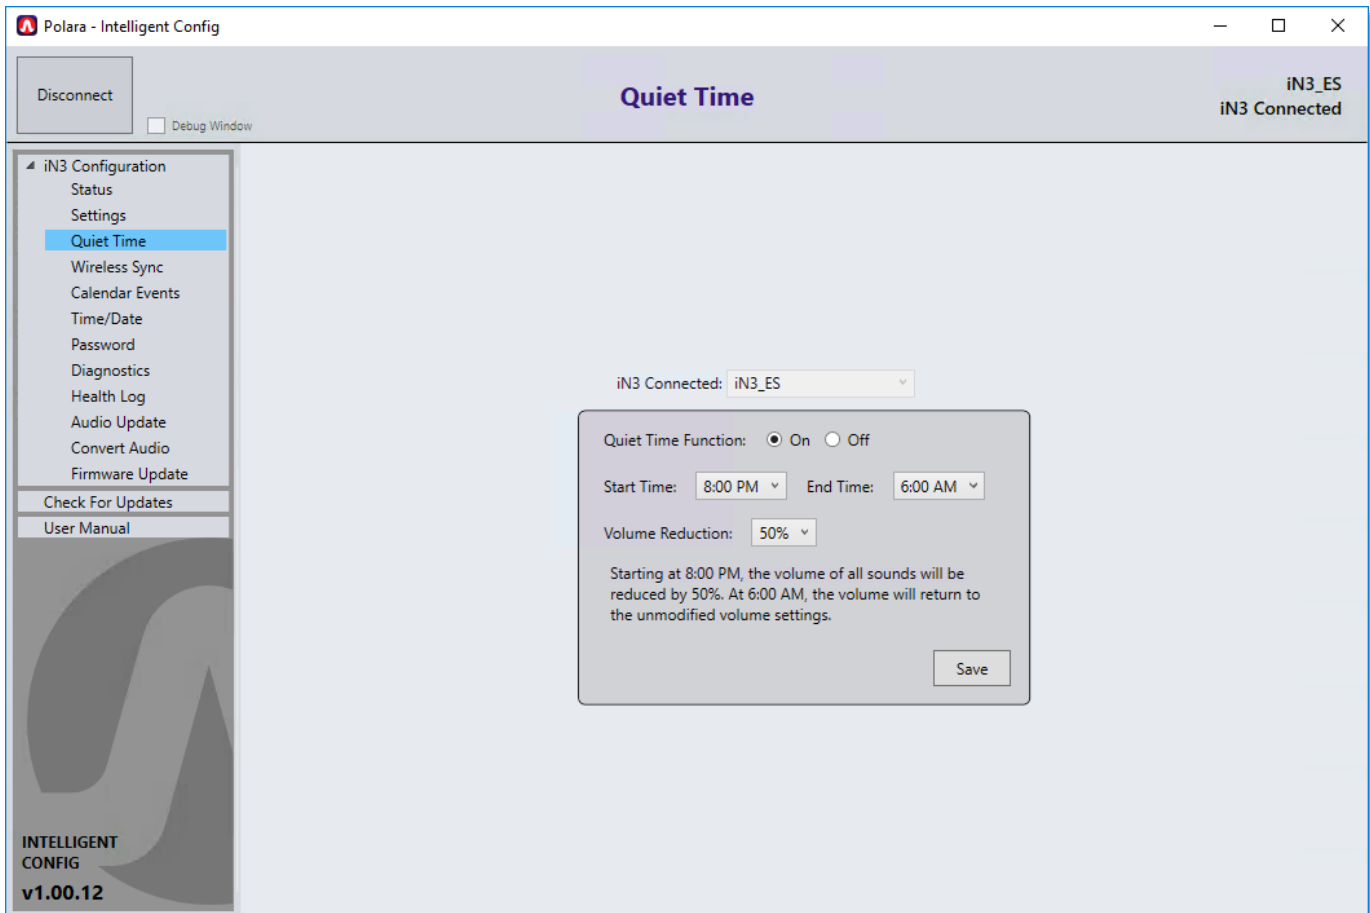 Polara - Intelligent Config
Disconnect
Debug Window
Quiet Time
iN3_ES
iN3 Connected
iN3 Configuration
Status
Settings
Quiet Time
Wireless Sync
Calendar Events
Time/Date
Password
Diagnostics
Health Log
Audio Update
Convert Audio
Firmware Update
Check For Updates
User Manual
iN3 Connected: iN3_ES
Quiet Time Function: On Off
Start Time: 8:00 PM End Time: 6:00 AM
Volume Reduction: 50%
Starting at 8:00 PM, the volume of all sounds will be
reduced by 50%. At 6:00 AM, the volume will return to
the unmodified volume settings.
Save
INTELLIGENT
CONFIG
v1.00.12